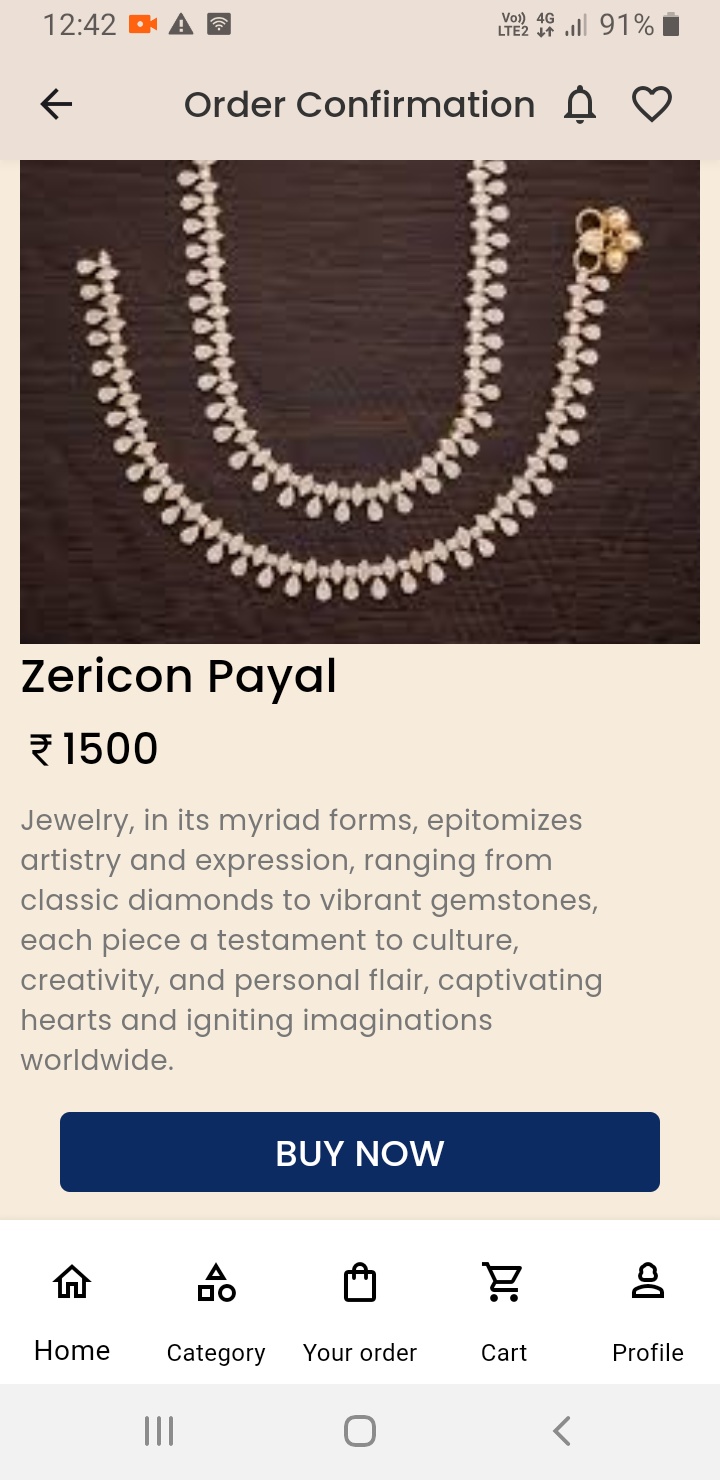 12:42 Vo)) LTE2 4G 91%
Order Confirmation
Zericon Payal
₹ 1500
Jewelry, in its myriad forms, epitomizes
artistry and expression, ranging from
classic diamonds to vibrant gemstones,
each piece a testament to culture,
creativity, and personal flair, captivating
hearts and igniting imaginations
worldwide.
BUY NOW
Home Category Your order Cart Profile